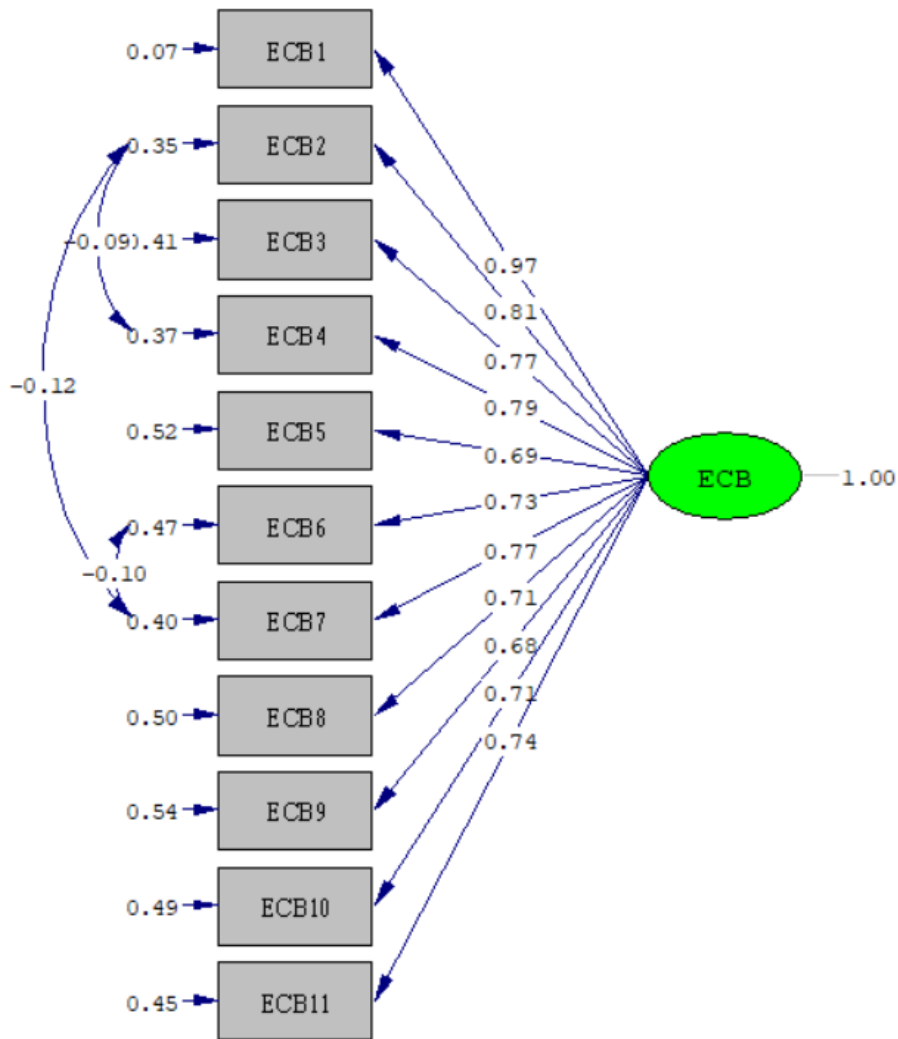 0.07 ECB1
0.35 ECB2
-0.09 0.41 ECB3
0.97
0.81
0.37 ECB4
0.77
-0.12
0.79
0.52 ECB5
0.69
ECB 1.00
0.73
0.47 ECB6
0.77
-0.10
0.71
0.40 ECB7
0.68
0.71
0.50 ECB8
0.74
0.54 ECB9
0.49 ECB10
0.45 ECB11